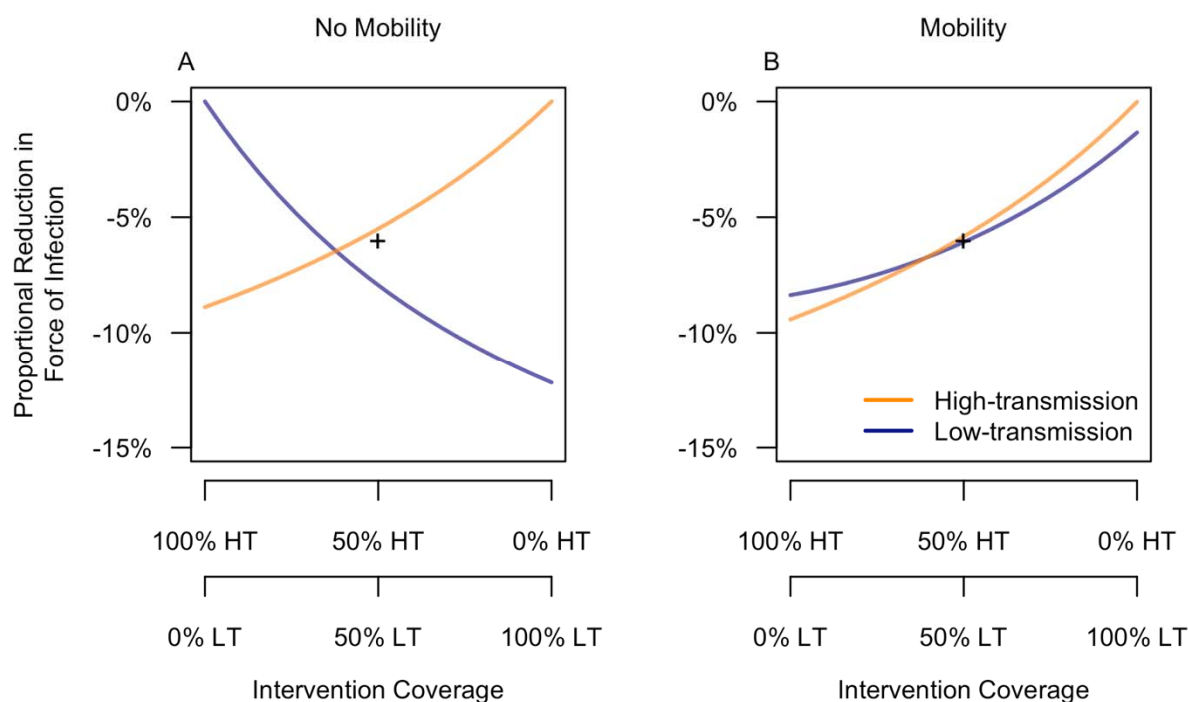 No Mobility
A
Proportional Reduction in
Force of Infection
0%
-5%
-10%
-15%
100% HT 50% HT 0% HT
0% LT 50% LT 100% LT
Intervention Coverage
Mobility
B
0%
-5%
-10%
-15%
High-transmission
Low-transmission
100% HT 50% HT 0% HT
0% LT 50% LT 100% LT
Intervention Coverage